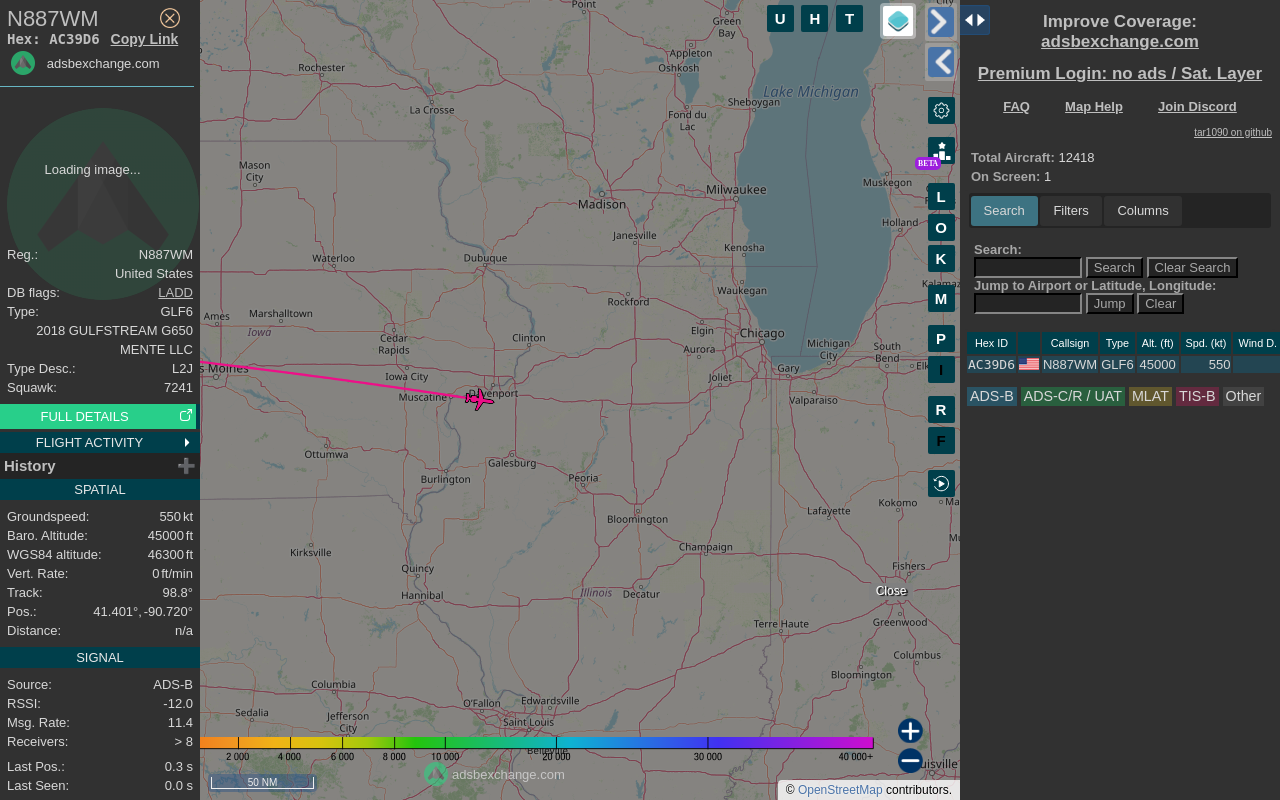 N887WM
Hex: AC39D6 Copy Link
adsbexchange.com
Loading image...
Reg.: N887WM
United States
DB flags: LADD
Type: GLF6
2018 GULFSTREAM G650
MENTE LLC
Type Desc.: L2J
Squawk: 7241
FULL DETAILS
FLIGHT ACTIVITY
History
SPATIAL
Groundspeed: 550 kt
Baro. Altitude: 45000 ft
WGS84 altitude: 46300 ft
Vert. Rate: 0 ft/min
Track: 98.8°
Pos.: 41.401°, -90.720°
Distance: n/a
SIGNAL
Source: ADS-B
RSSI: -12.0
Msg. Rate: 11.4
Receivers: > 8
Last Pos.: 0.3 s
Last Seen: 0.0 s
Point
Green Bay
Appleton
Oshkosh
Rochester
Lake Michigan
Sheboygan
La Crosse
Fond du Lac
Mason City
Muskegon
Milwaukee
Madison
Holland
Janesville
Kenosha
Waterloo
Dubuque
Waukegan
Kalama
Rockford
Ames
Marshalltown
Iowa
Elgin
Chicago
Cedar Rapids
Clinton
Aurora
Michigan City
South Bend
Elk
s Moines
Iowa City
Joliet
Gary
Muscatine
Davenport
Valparaiso
Ottumwa
Galesburg
Burlington
Peoria
Kokomo
Ma
Lafayette
Bloomington
Kirksville
Champaign
Mu
Quincy
Fishers
Hannibal
Illinois
Decatur
Close
Terre Haute
Greenwood
Columbus
Bloomington
Columbia
O'Fallon
Edwardsville
Sedalia
Jefferson City
Saint Louis
Belleville
uisville
U H T
BETA
L
O
K
M
P
I
R
F
2 000 4 000 6 000 8 000 10 000 20 000 30 000 40 000+
adsbexchange.com
50 NM
© OpenStreetMap contributors.
Improve Coverage:
adsbexchange.com
Premium Login: no ads / Sat. Layer
FAQ Map Help Join Discord
tar1090 on github
Total Aircraft: 12418
On Screen: 1
Search Filters Columns
Search:
Search Clear Search
Jump to Airport or Latitude, Longitude:
Jump Clear
Hex ID Callsign Type Alt. (ft) Spd. (kt) Wind D.
AC39D6 N887WM GLF6 45000 550
ADS-B ADS-C/R / UAT MLAT TIS-B Other